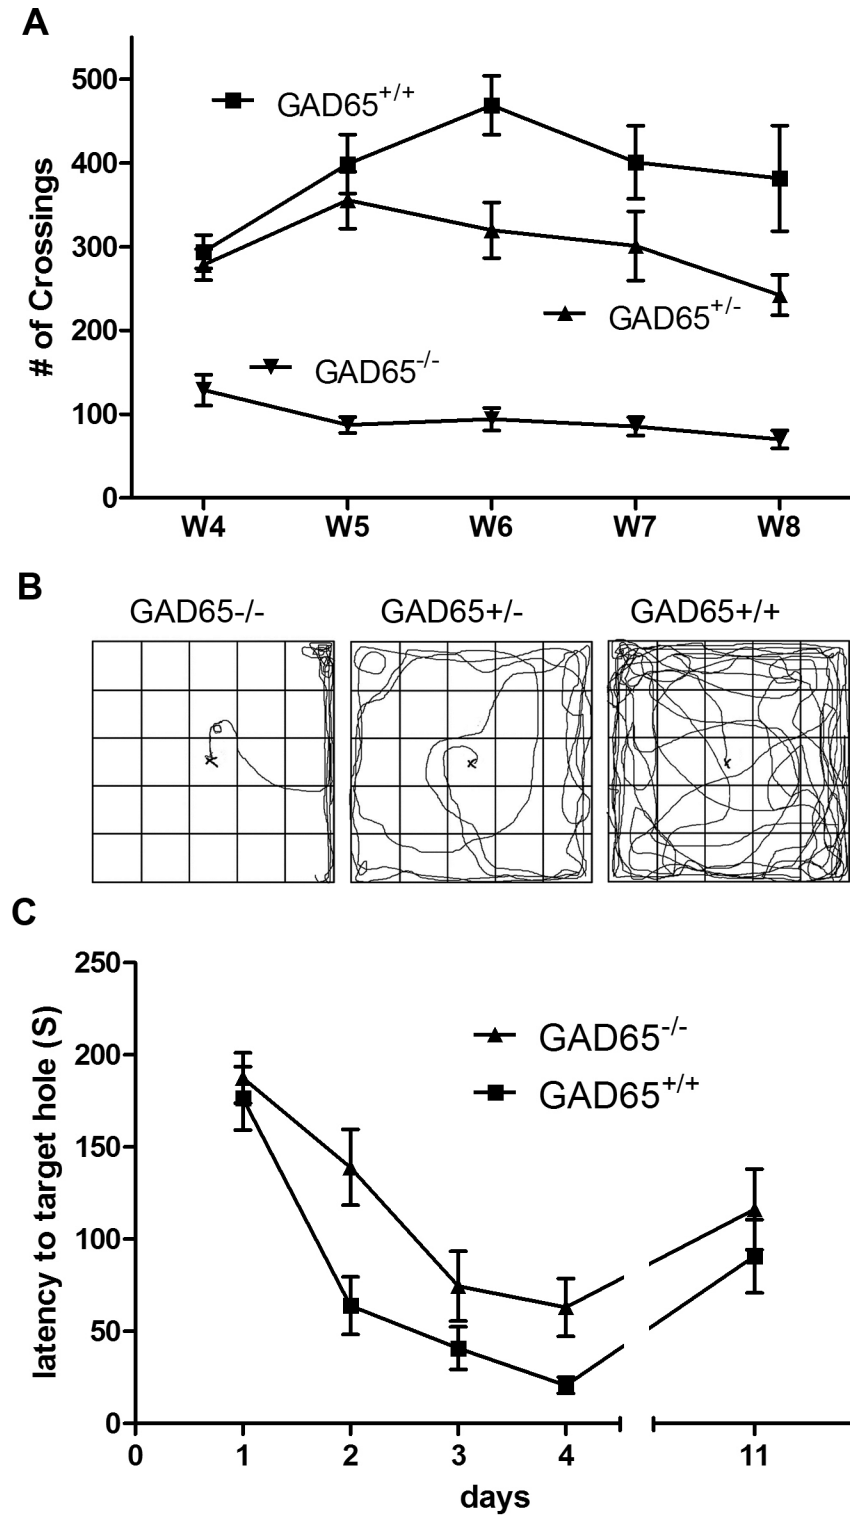 A
# of Crossings
500
400
300
200
100
0
GAD65+/+
GAD65+/-
GAD65-/-
W4 W5 W6 W7 W8
B
GAD65-/- GAD65+/- GAD65+/+
C
latency to target hole (S)
250
200
150
100
50
0
GAD65-/-
GAD65+/+
0 1 2 3 4 11
days